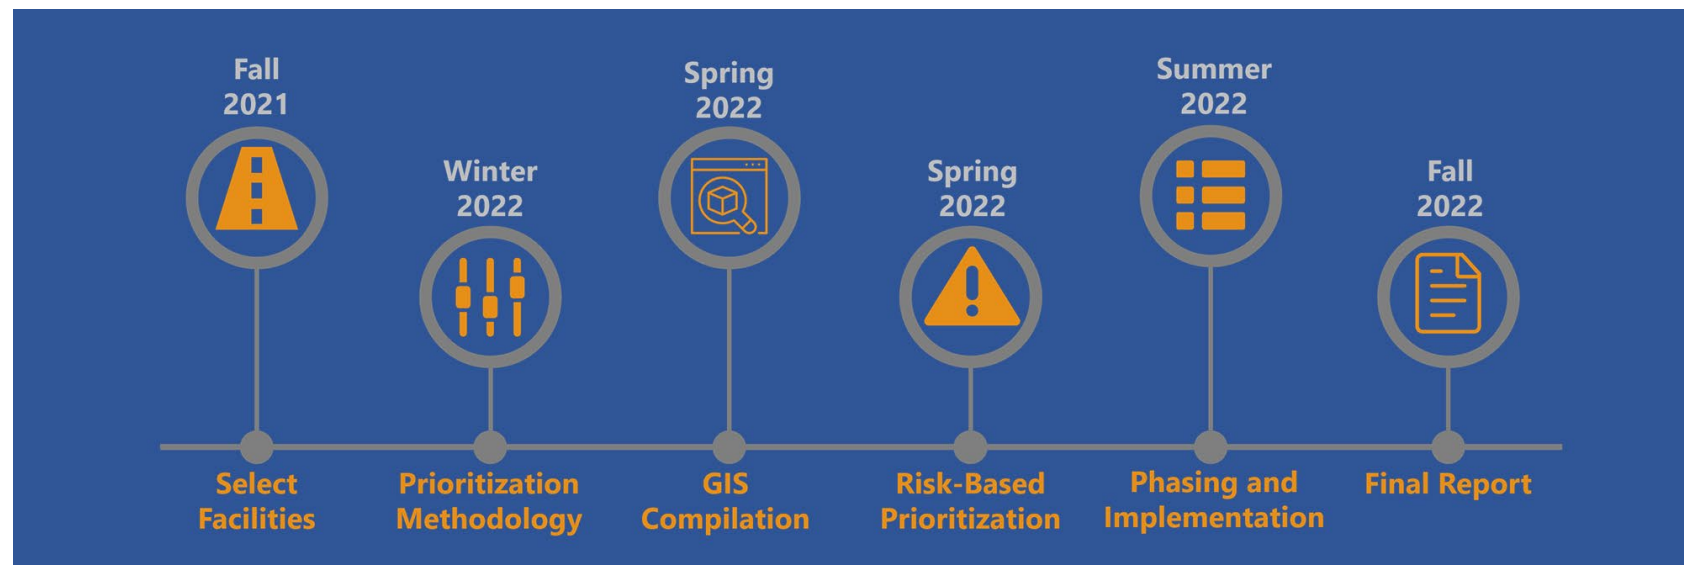 Fall
2021
Select
Facilities
Winter
2022
Prioritization
Methodology
Spring
2022
GIS
Compilation
Spring
2022
Risk-Based
Prioritization
Summer
2022
Phasing and
Implementation
Fall
2022
Final Report